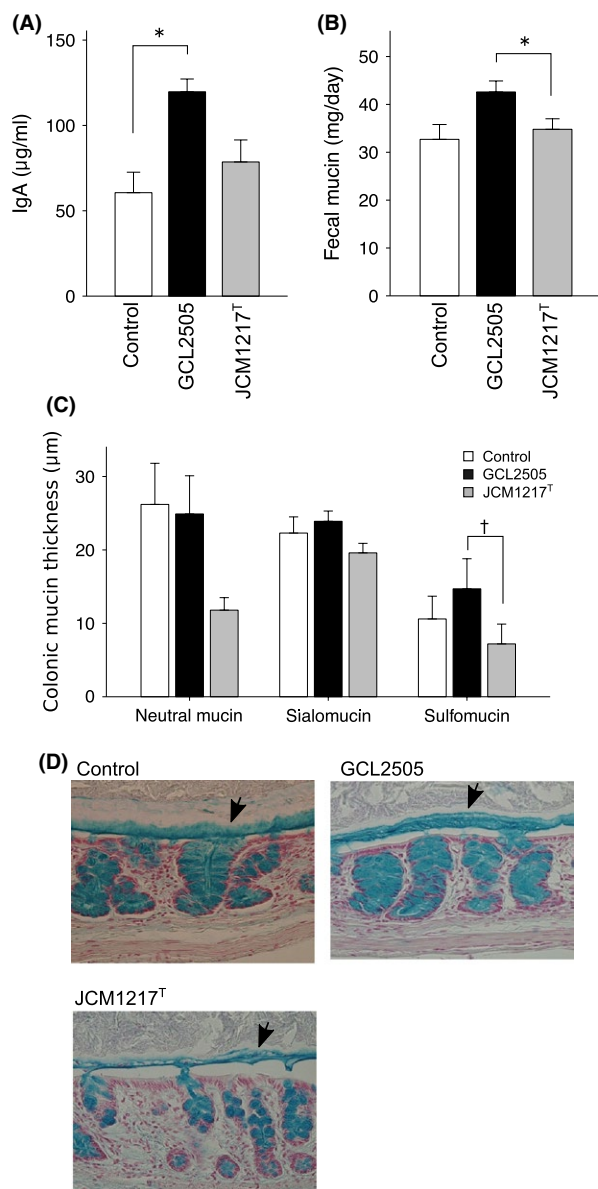 (A)
*
150
100
50
0
IgA (µg/ml)
Control
GCL2505
JCM1217ᵀ
(B)
*
50
40
30
20
10
0
Fecal mucin (mg/day)
Control
GCL2505
JCM1217ᵀ
(C)
Colonic mucin thickness (µm)
30
20
10
0
Control
GCL2505
JCM1217ᵀ
†
Neutral mucin
Sialomucin
Sulfomucin
(D)
Control
GCL2505
JCM1217ᵀ